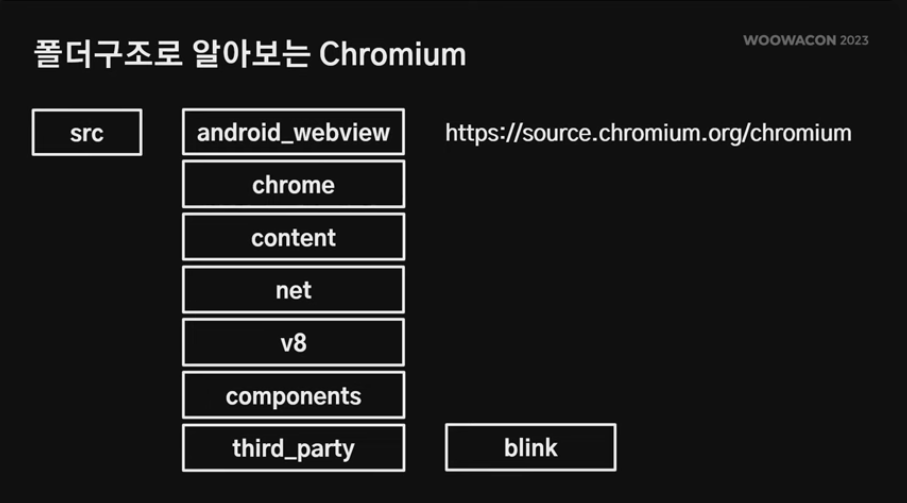 폴더구조로 알아보는 Chromium
WOOWACON 2023
src
android_webview
https://source.chromium.org/chromium
chrome
content
net
v8
components
third_party
blink